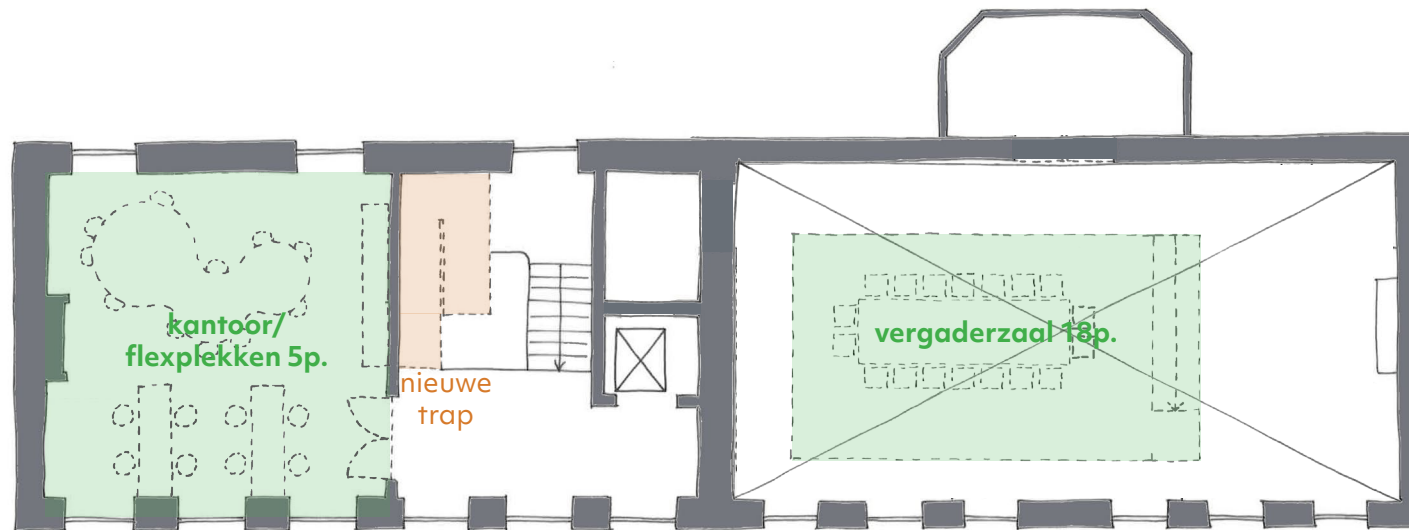 kantoor/
flexplekken 5p.
nieuwe
trap
vergaderzaal 18p.